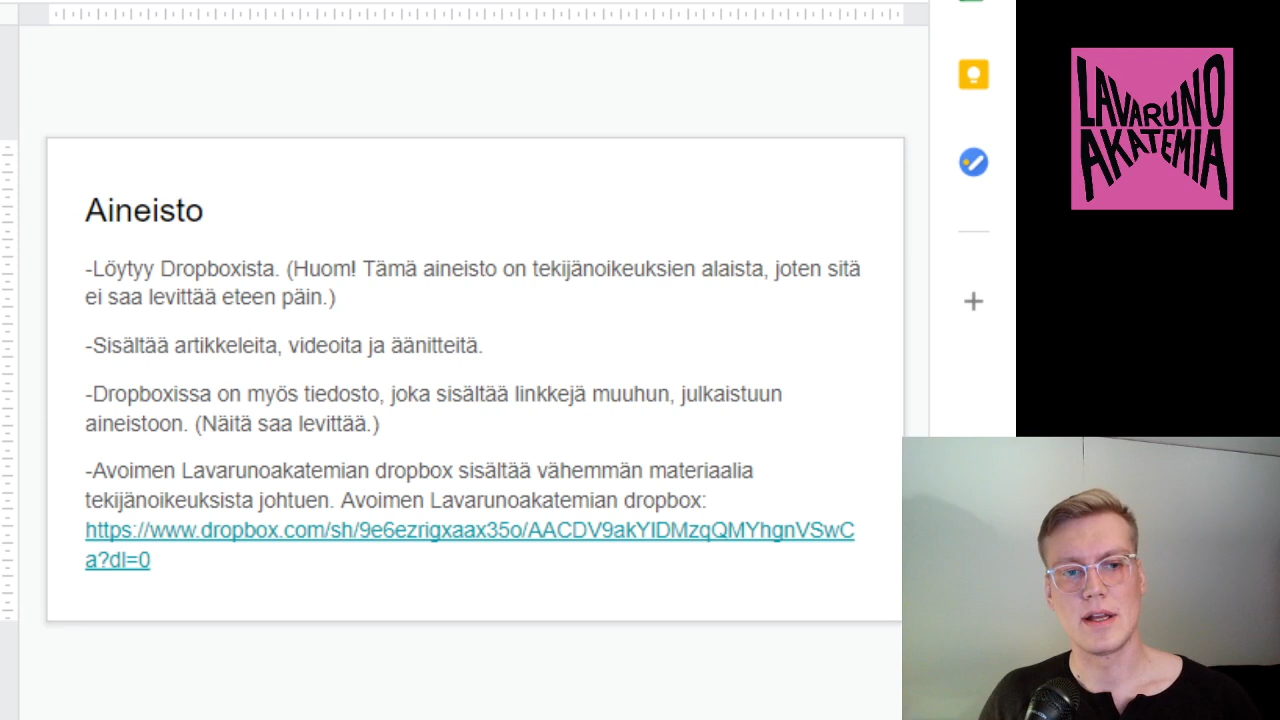 Aineisto
-Löytyy Dropboxista. (Huom! Tämä aineisto on tekijänoikeuksien alaista, joten sitä
ei saa levittää eteen päin.)
-Sisältää artikkeleita, videoita ja äänitteitä.
-Dropboxissa on myös tiedosto, joka sisältää linkkejä muuhun, julkaistuun
aineistoon. (Näitä saa levittää.)
-Avoimen Lavarunoakatemian dropbox sisältää vähemmän materiaalia
tekijänoikeuksista johtuen. Avoimen Lavarunoakatemian dropbox:
https://www.dropbox.com/sh/9e6ezrigxaax35o/AACDV9akYIDMzqQMYhgnVSwC
a?dl=0
LAVARUNO
AKATEMIA